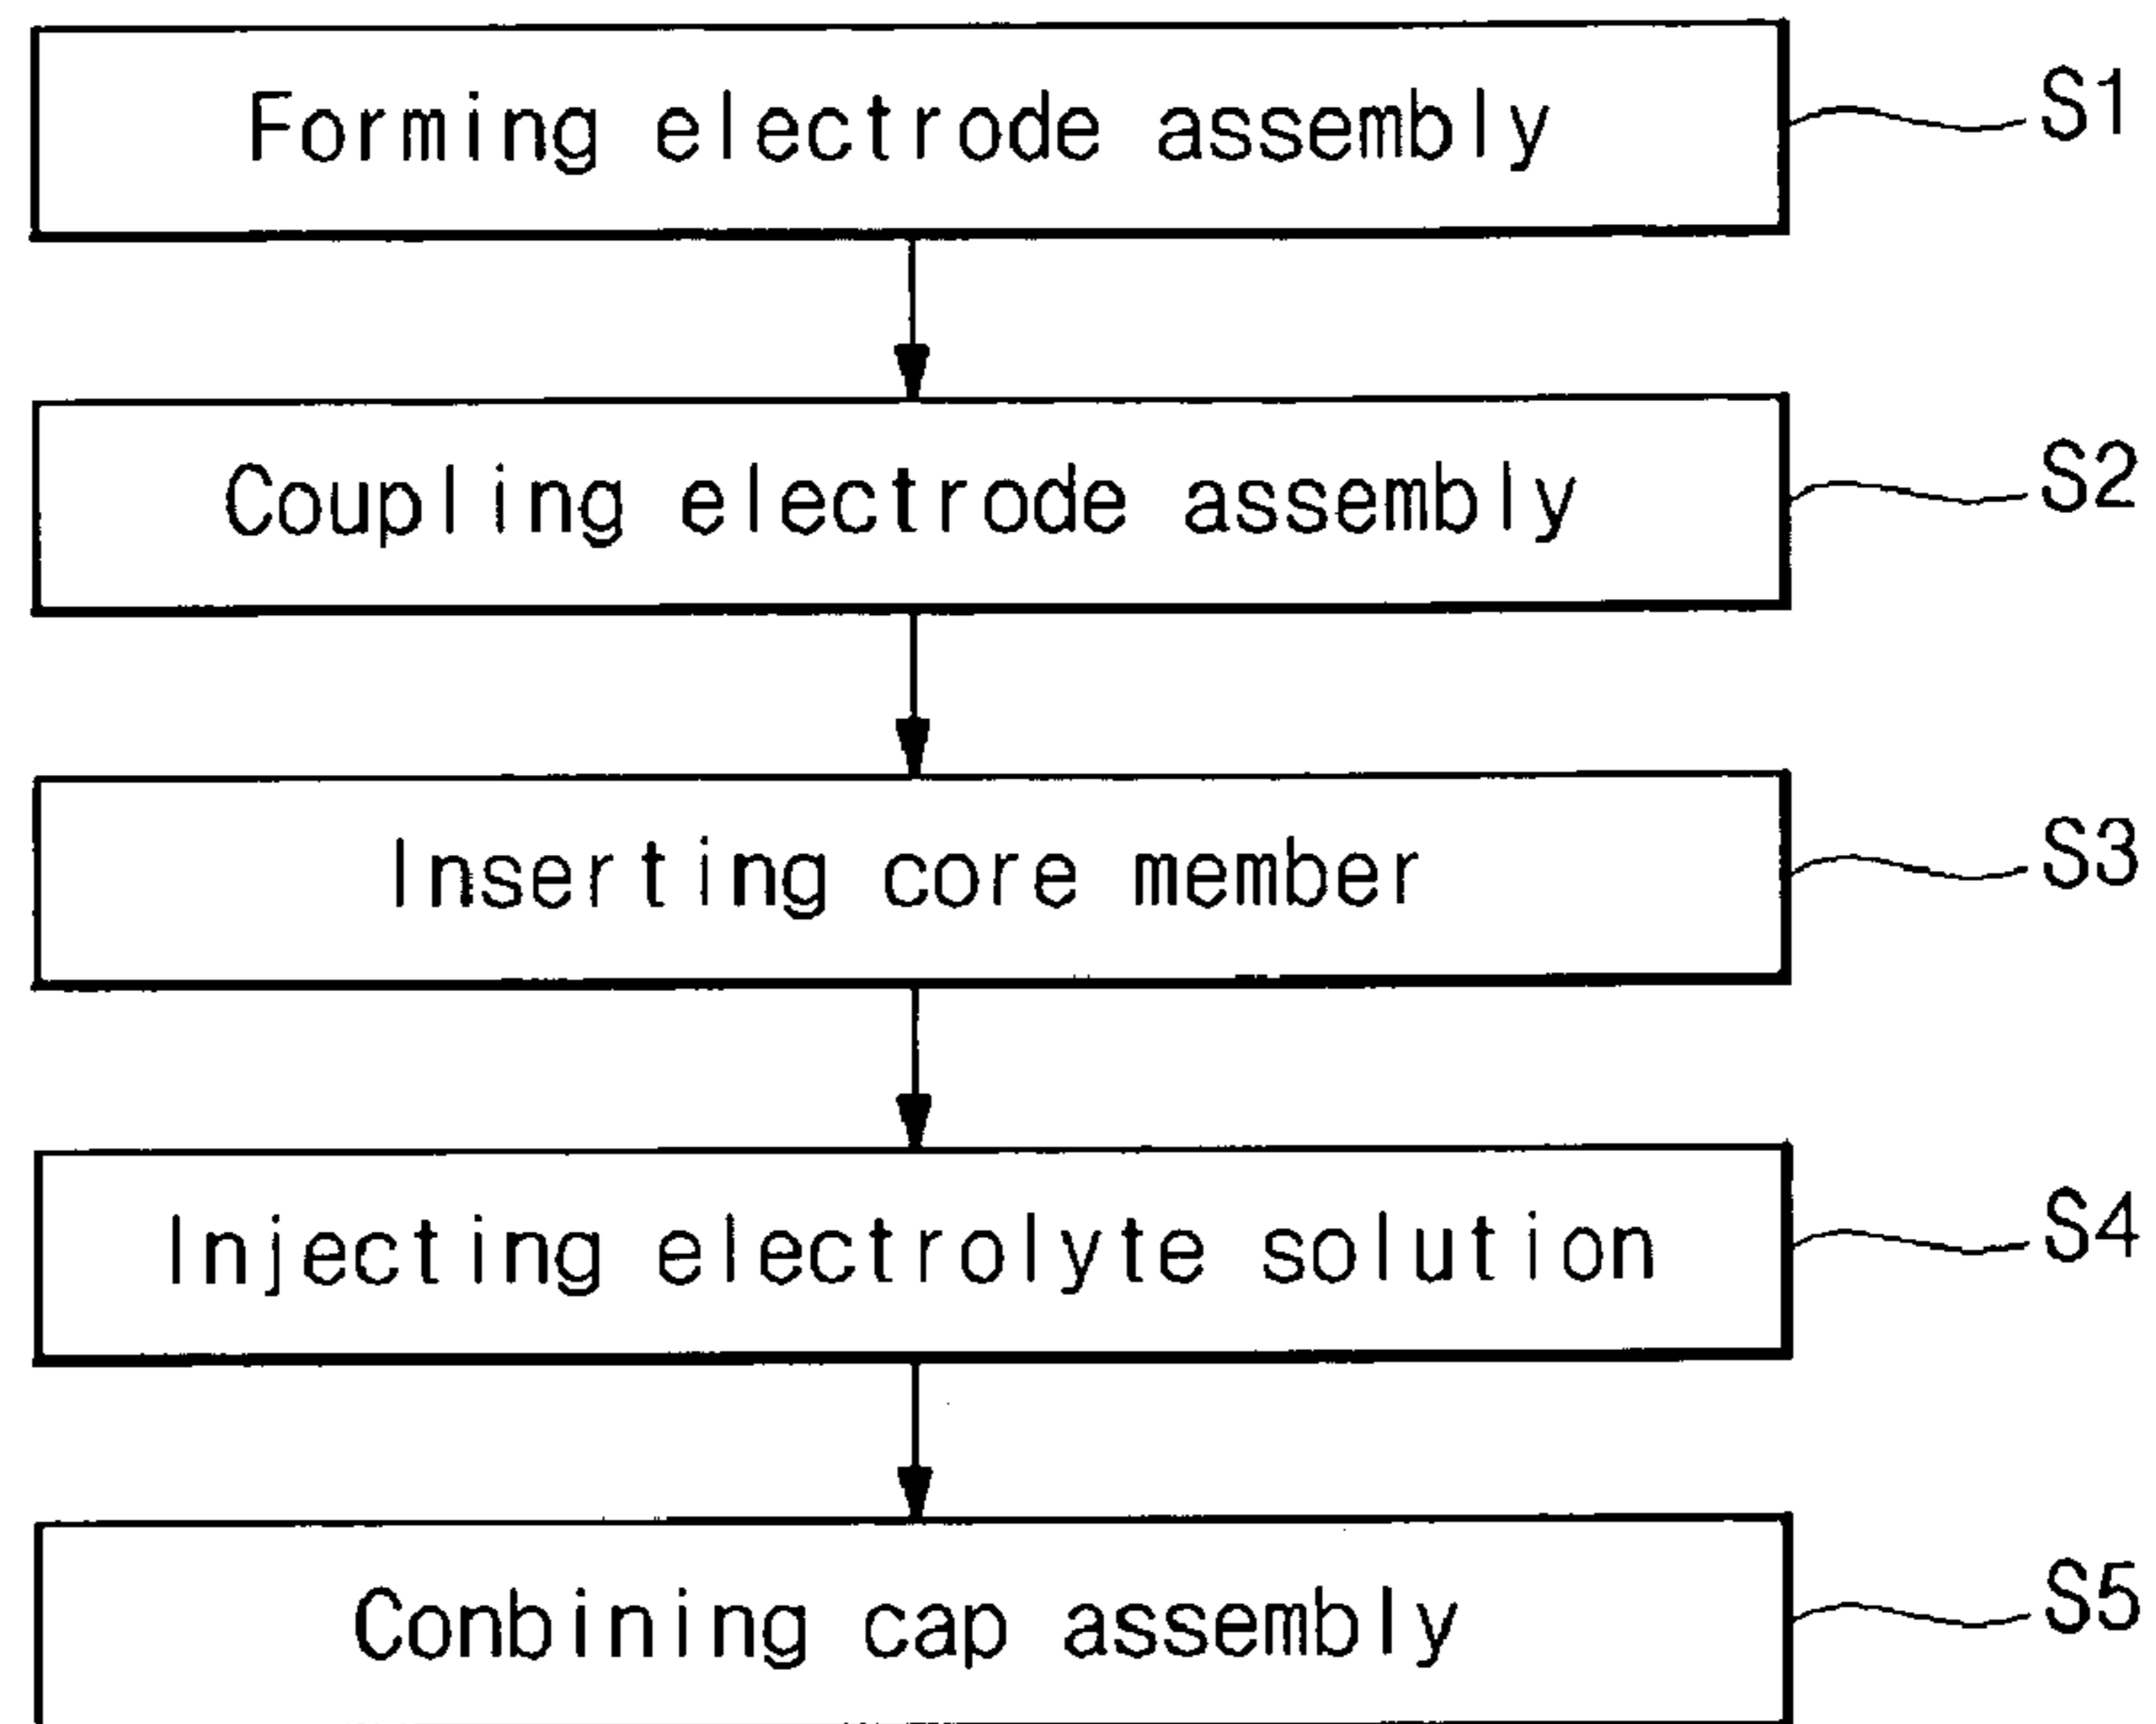 Forming electrode assembly S1
Coupling electrode assembly S2
Inserting core member S3
Injecting electrolyte solution S4
Conbining cap assembly S5